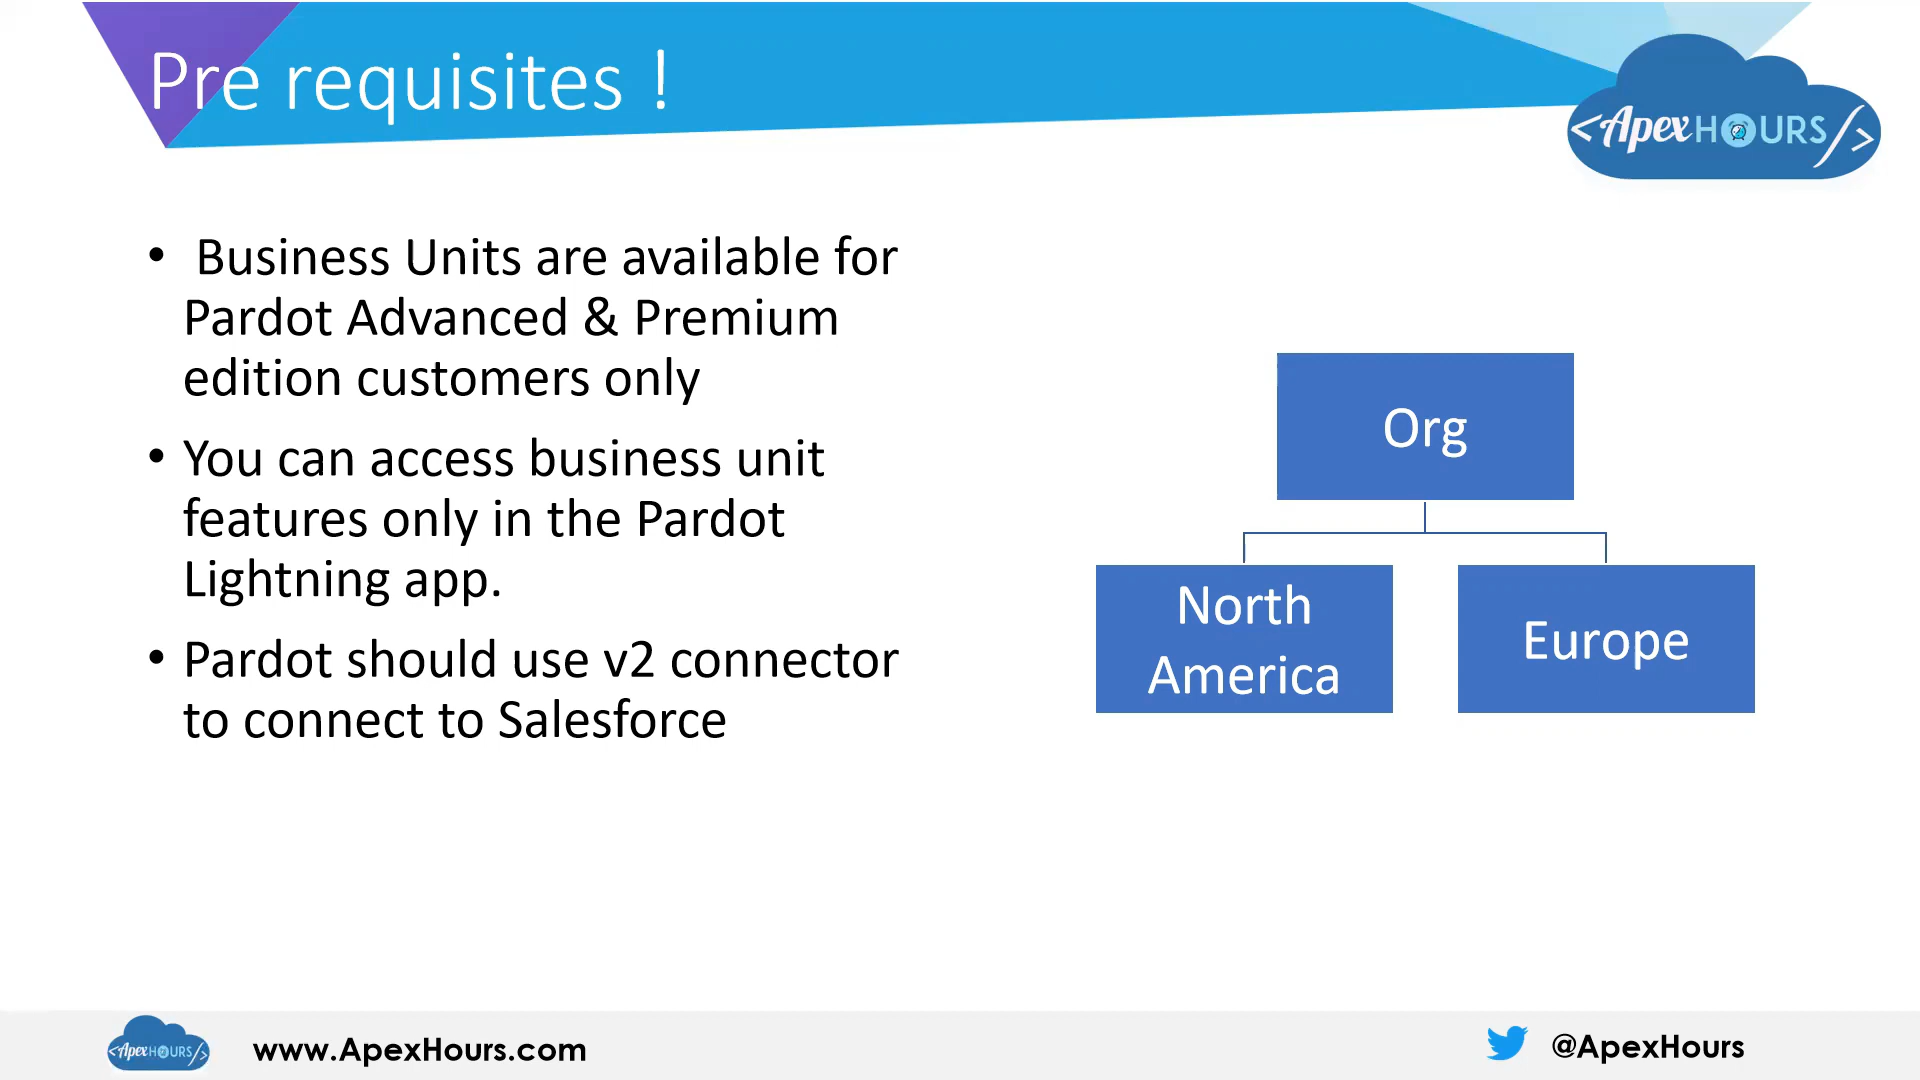 Pre requisites !
<ApexHOURS/>
• Business Units are available for
Pardot Advanced & Premium
edition customers only
• You can access business unit
features only in the Pardot
Lightning app.
• Pardot should use v2 connector
to connect to Salesforce
Org
North
America
Europe
<ApexHOURS/>
www.ApexHours.com
@ApexHours